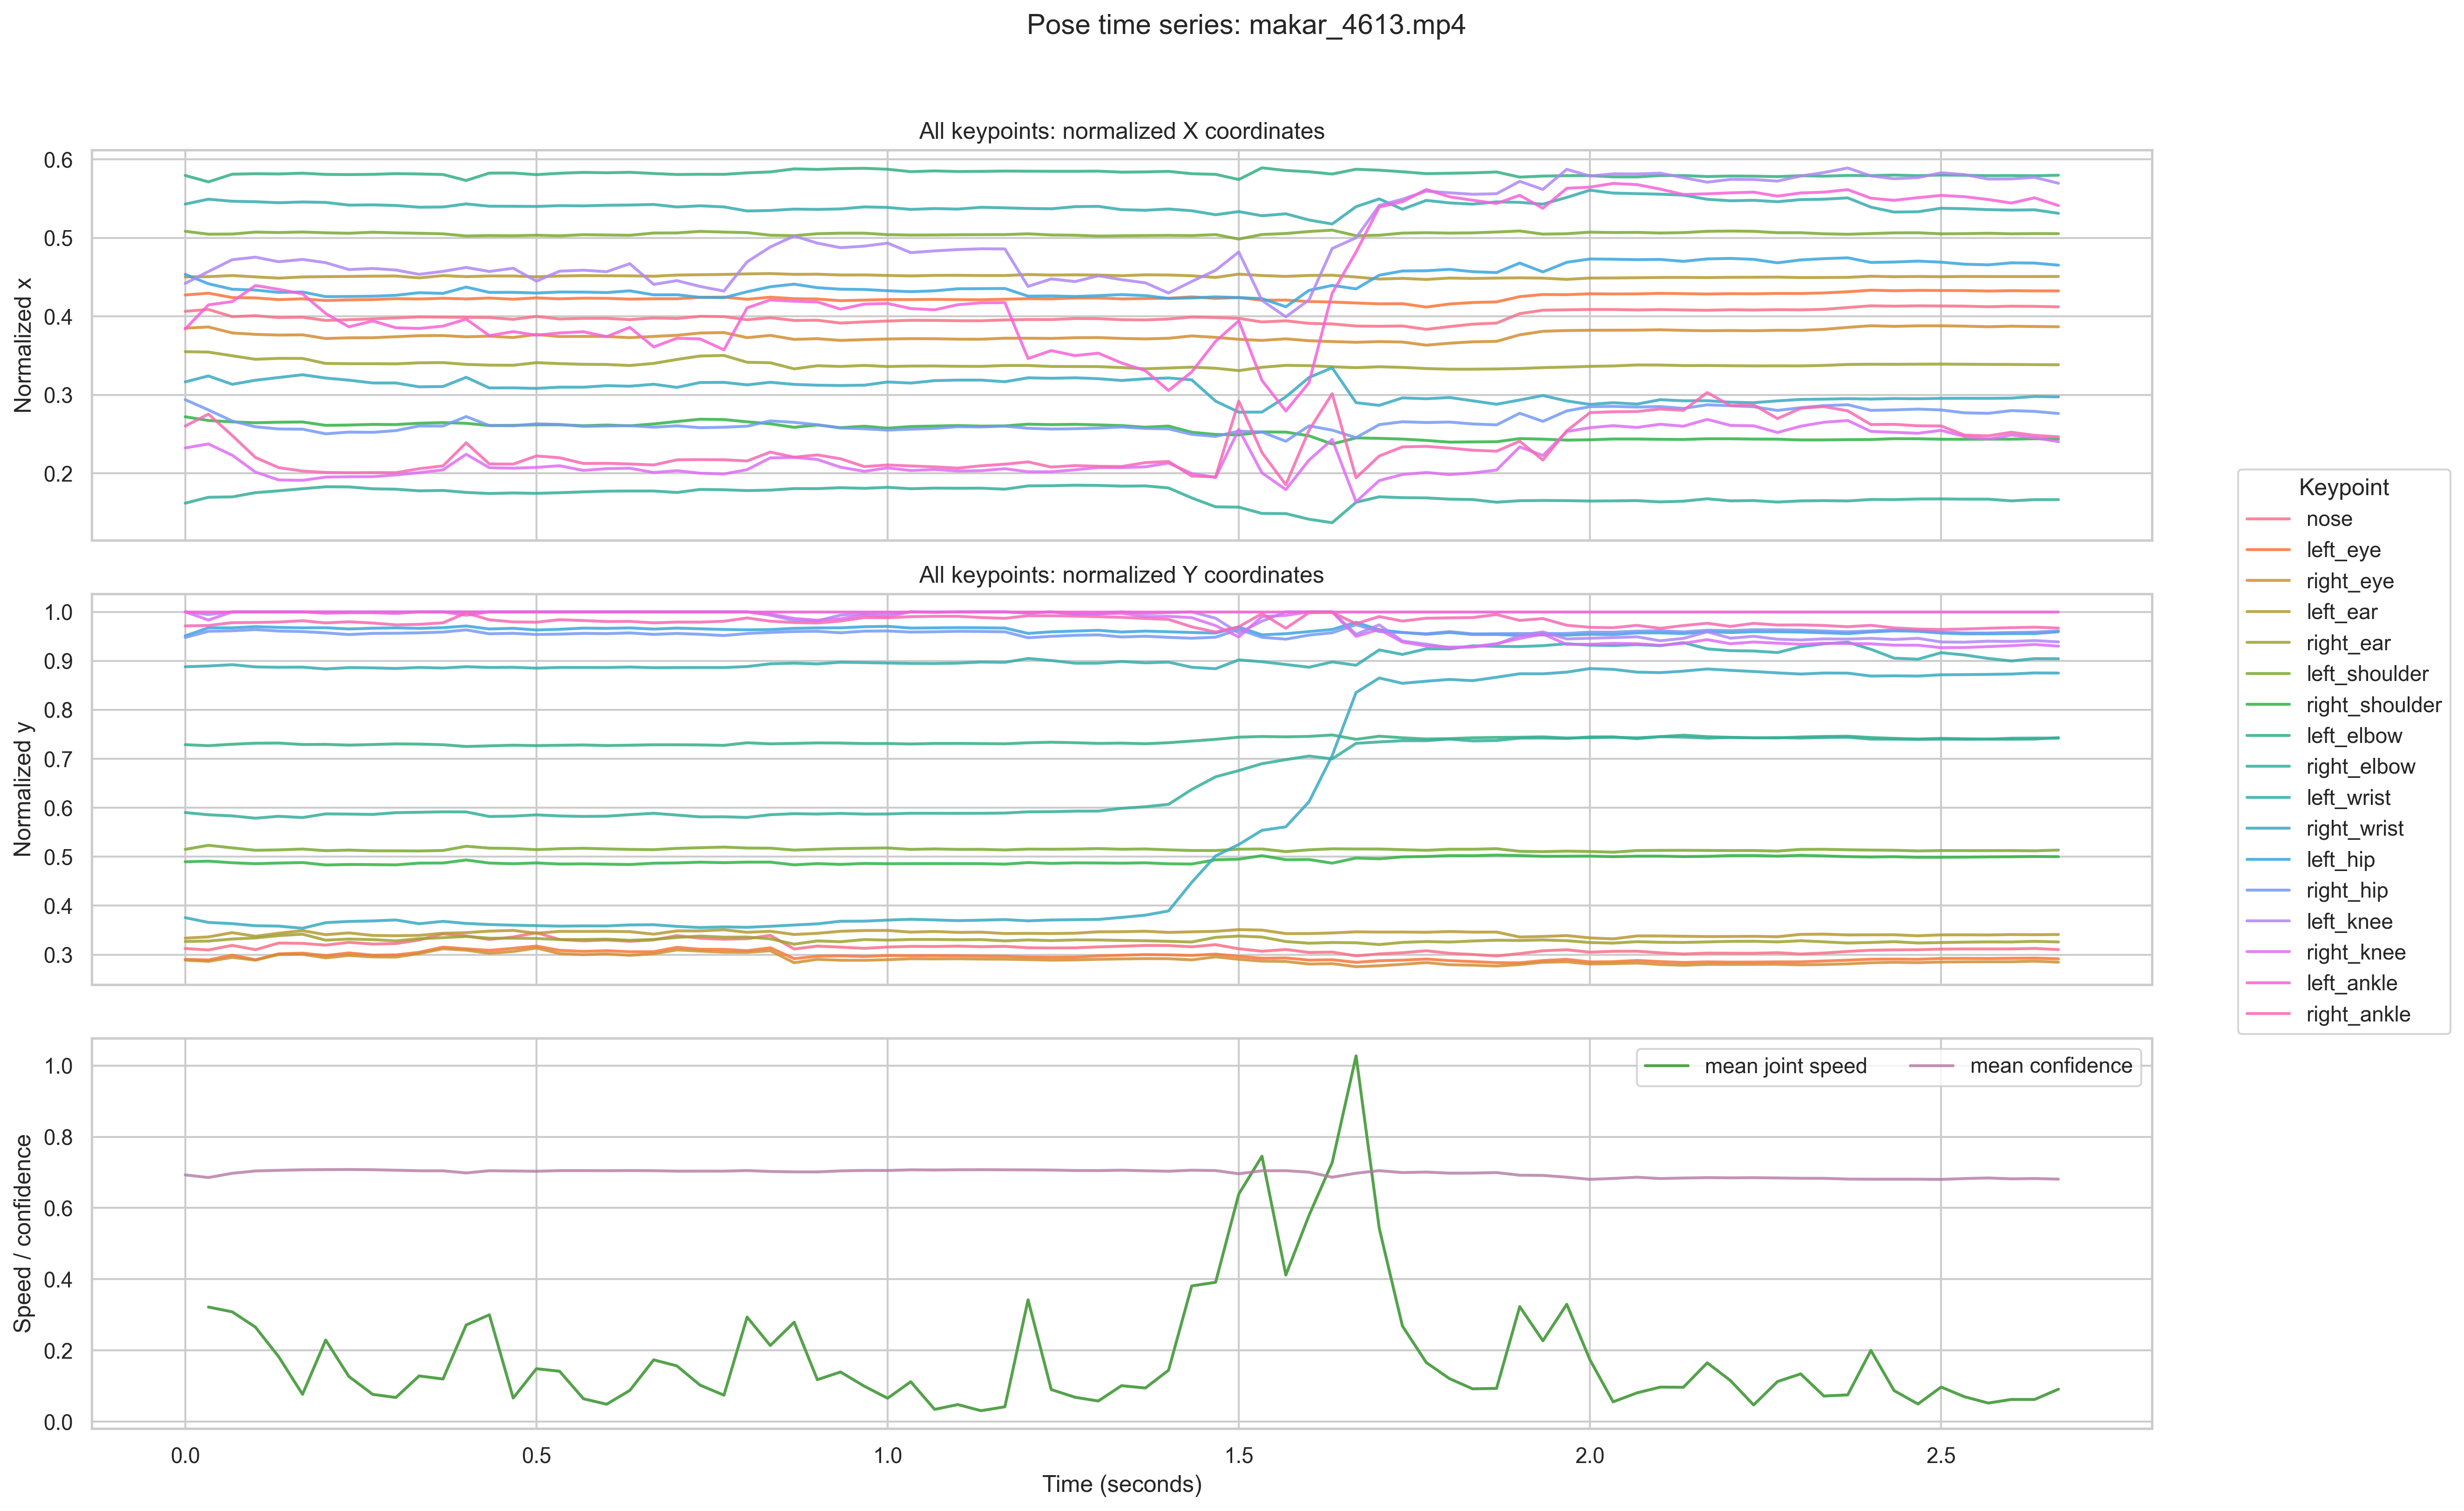 Pose time series: makar_4613.mp4
All keypoints: normalized X coordinates
Normalized x
0.6
0.5
0.4
0.3
0.2
All keypoints: normalized Y coordinates
Normalized y
1.0
0.9
0.8
0.7
0.6
0.5
0.4
0.3
Keypoint
nose
left_eye
right_eye
left_ear
right_ear
left_shoulder
right_shoulder
left_elbow
right_elbow
left_wrist
right_wrist
left_hip
right_hip
left_knee
right_knee
left_ankle
right_ankle
mean joint speed
mean confidence
Speed / confidence
1.0
0.8
0.6
0.4
0.2
0.0
0.0 0.5 1.0 1.5 2.0 2.5
Time (seconds)